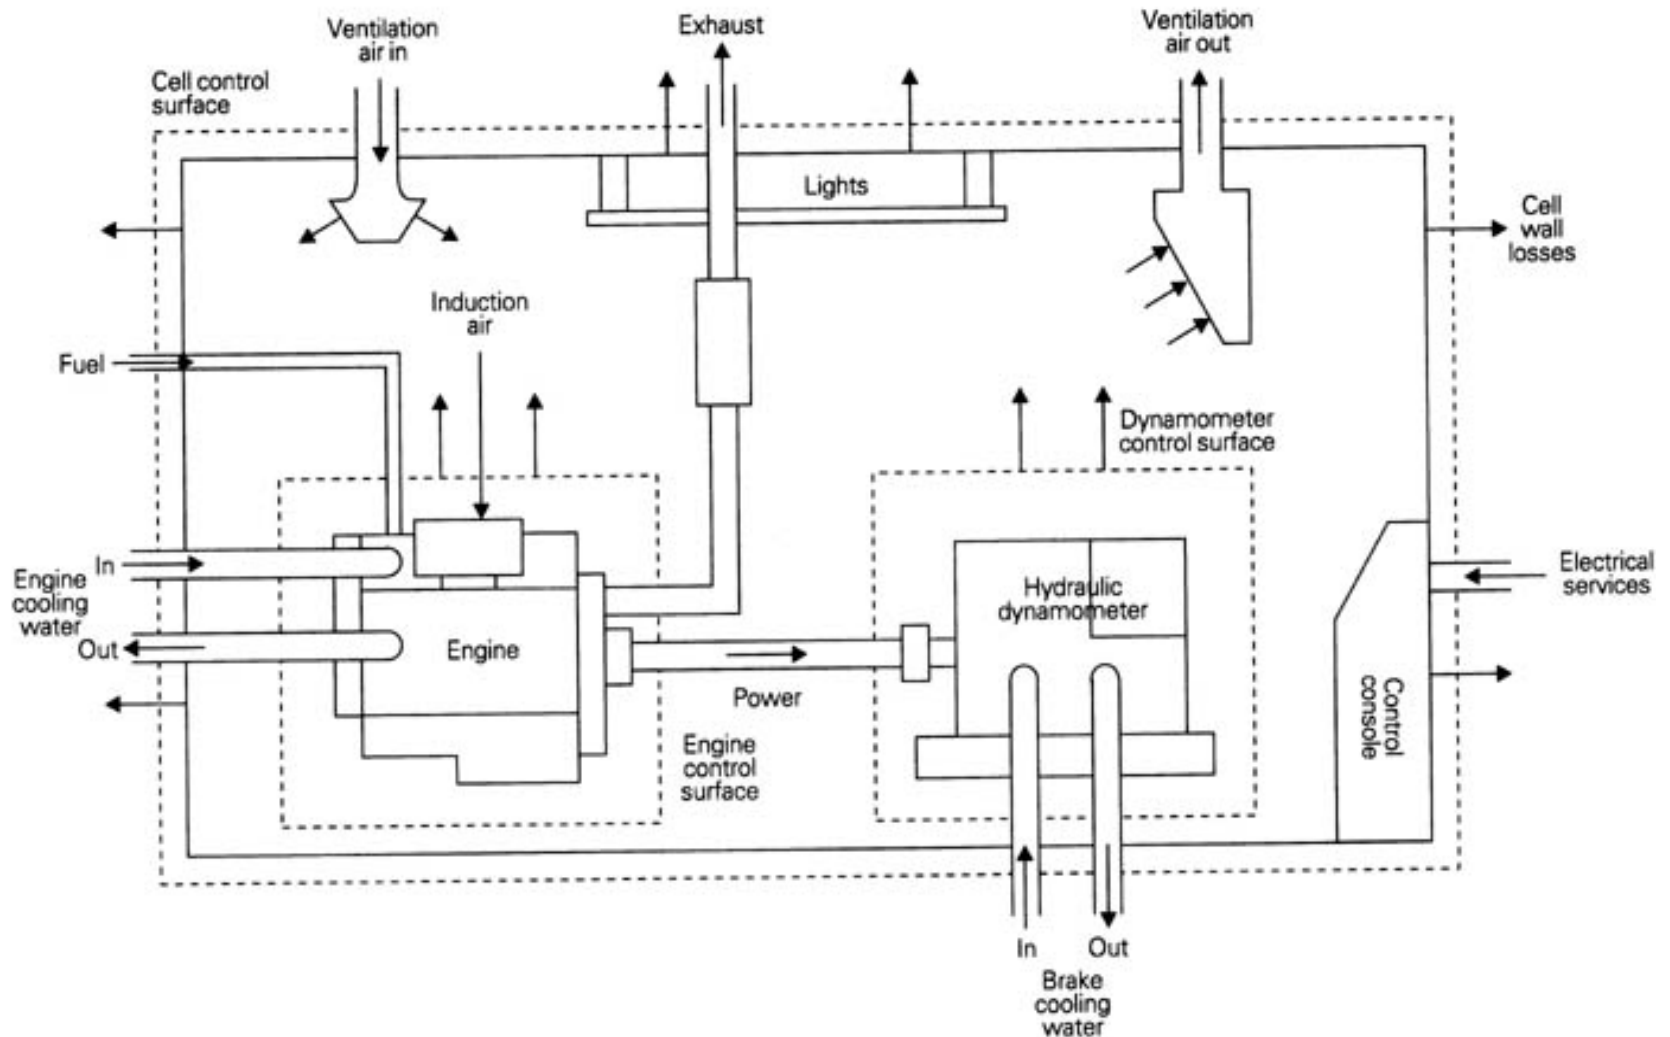 Ventilation
air in
Exhaust
Ventilation
air out
Cell control
surface
Lights
Cell
wall
losses
Induction
air
Fuel
Dynamometer
control surface
In
Engine
cooling
water
Out
Engine
Hydraulic
dynamometer
Electrical
services
Power
Control
console
Engine
control
surface
In
Out
Brake
cooling
water